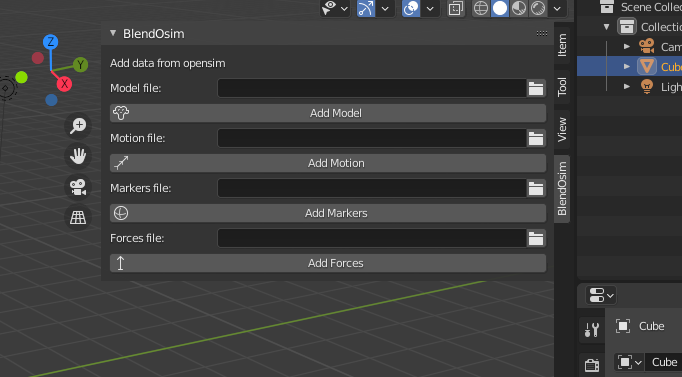 Scene Collec
BlendOsim
Collectio
Item
Cam
Z
Add data from opensim
Y
Cube
X
Model file:
Tool
Ligh
Add Model
View
Motion file:
Add Motion
Markers file:
BlendOsim
Add Markers
Forces file:
Add Forces
Cube
Cube